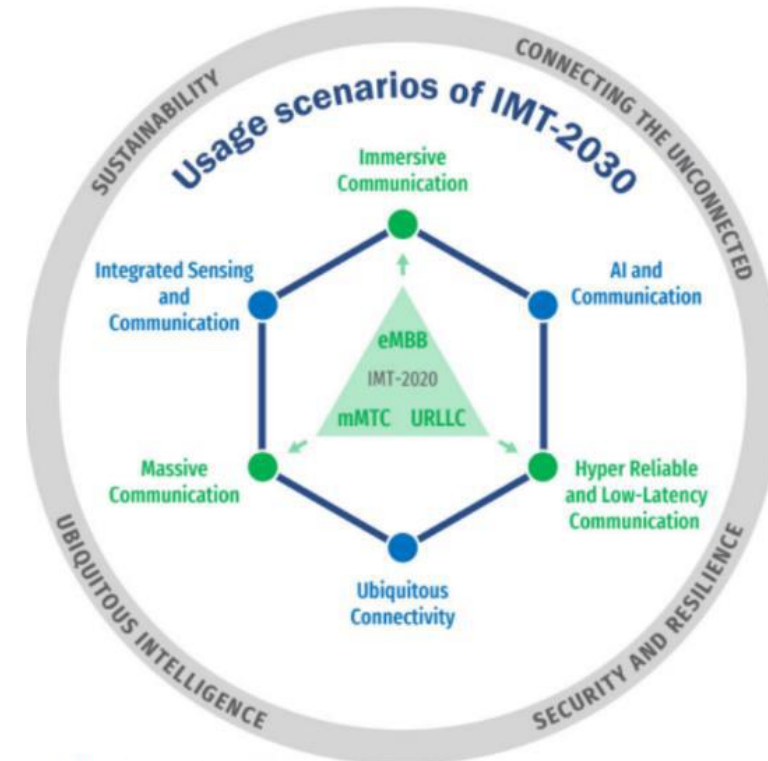 SUSTAINABILITY
CONNECTING THE UNCONNECTED
Usage scenarios of IMT-2030
Immersive
Communication
Integrated Sensing
and
Communication
AI and
Communication
eMBB
IMT-2020
mMTC URLLC
Massive
Communication
Hyper Reliable
and Low-Latency
Communication
Ubiquitous
Connectivity
UBIQUITOUS INTELLIGENCE
SECURITY AND RESILIENCE